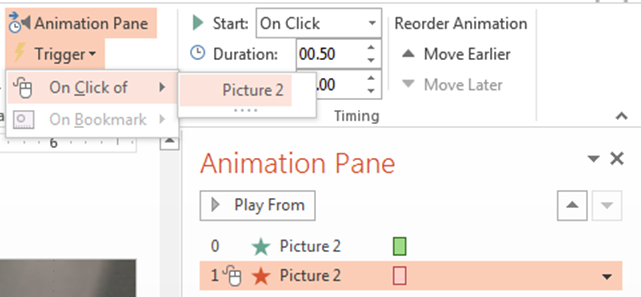 Animation Pane
Trigger
On Click of
On Bookmark
Picture 2
Start: On Click
Duration: 00.50
.00
Timing
Reorder Animation
Move Earlier
Move Later
6
Animation Pane
Play From
0 Picture 2
1 Picture 2